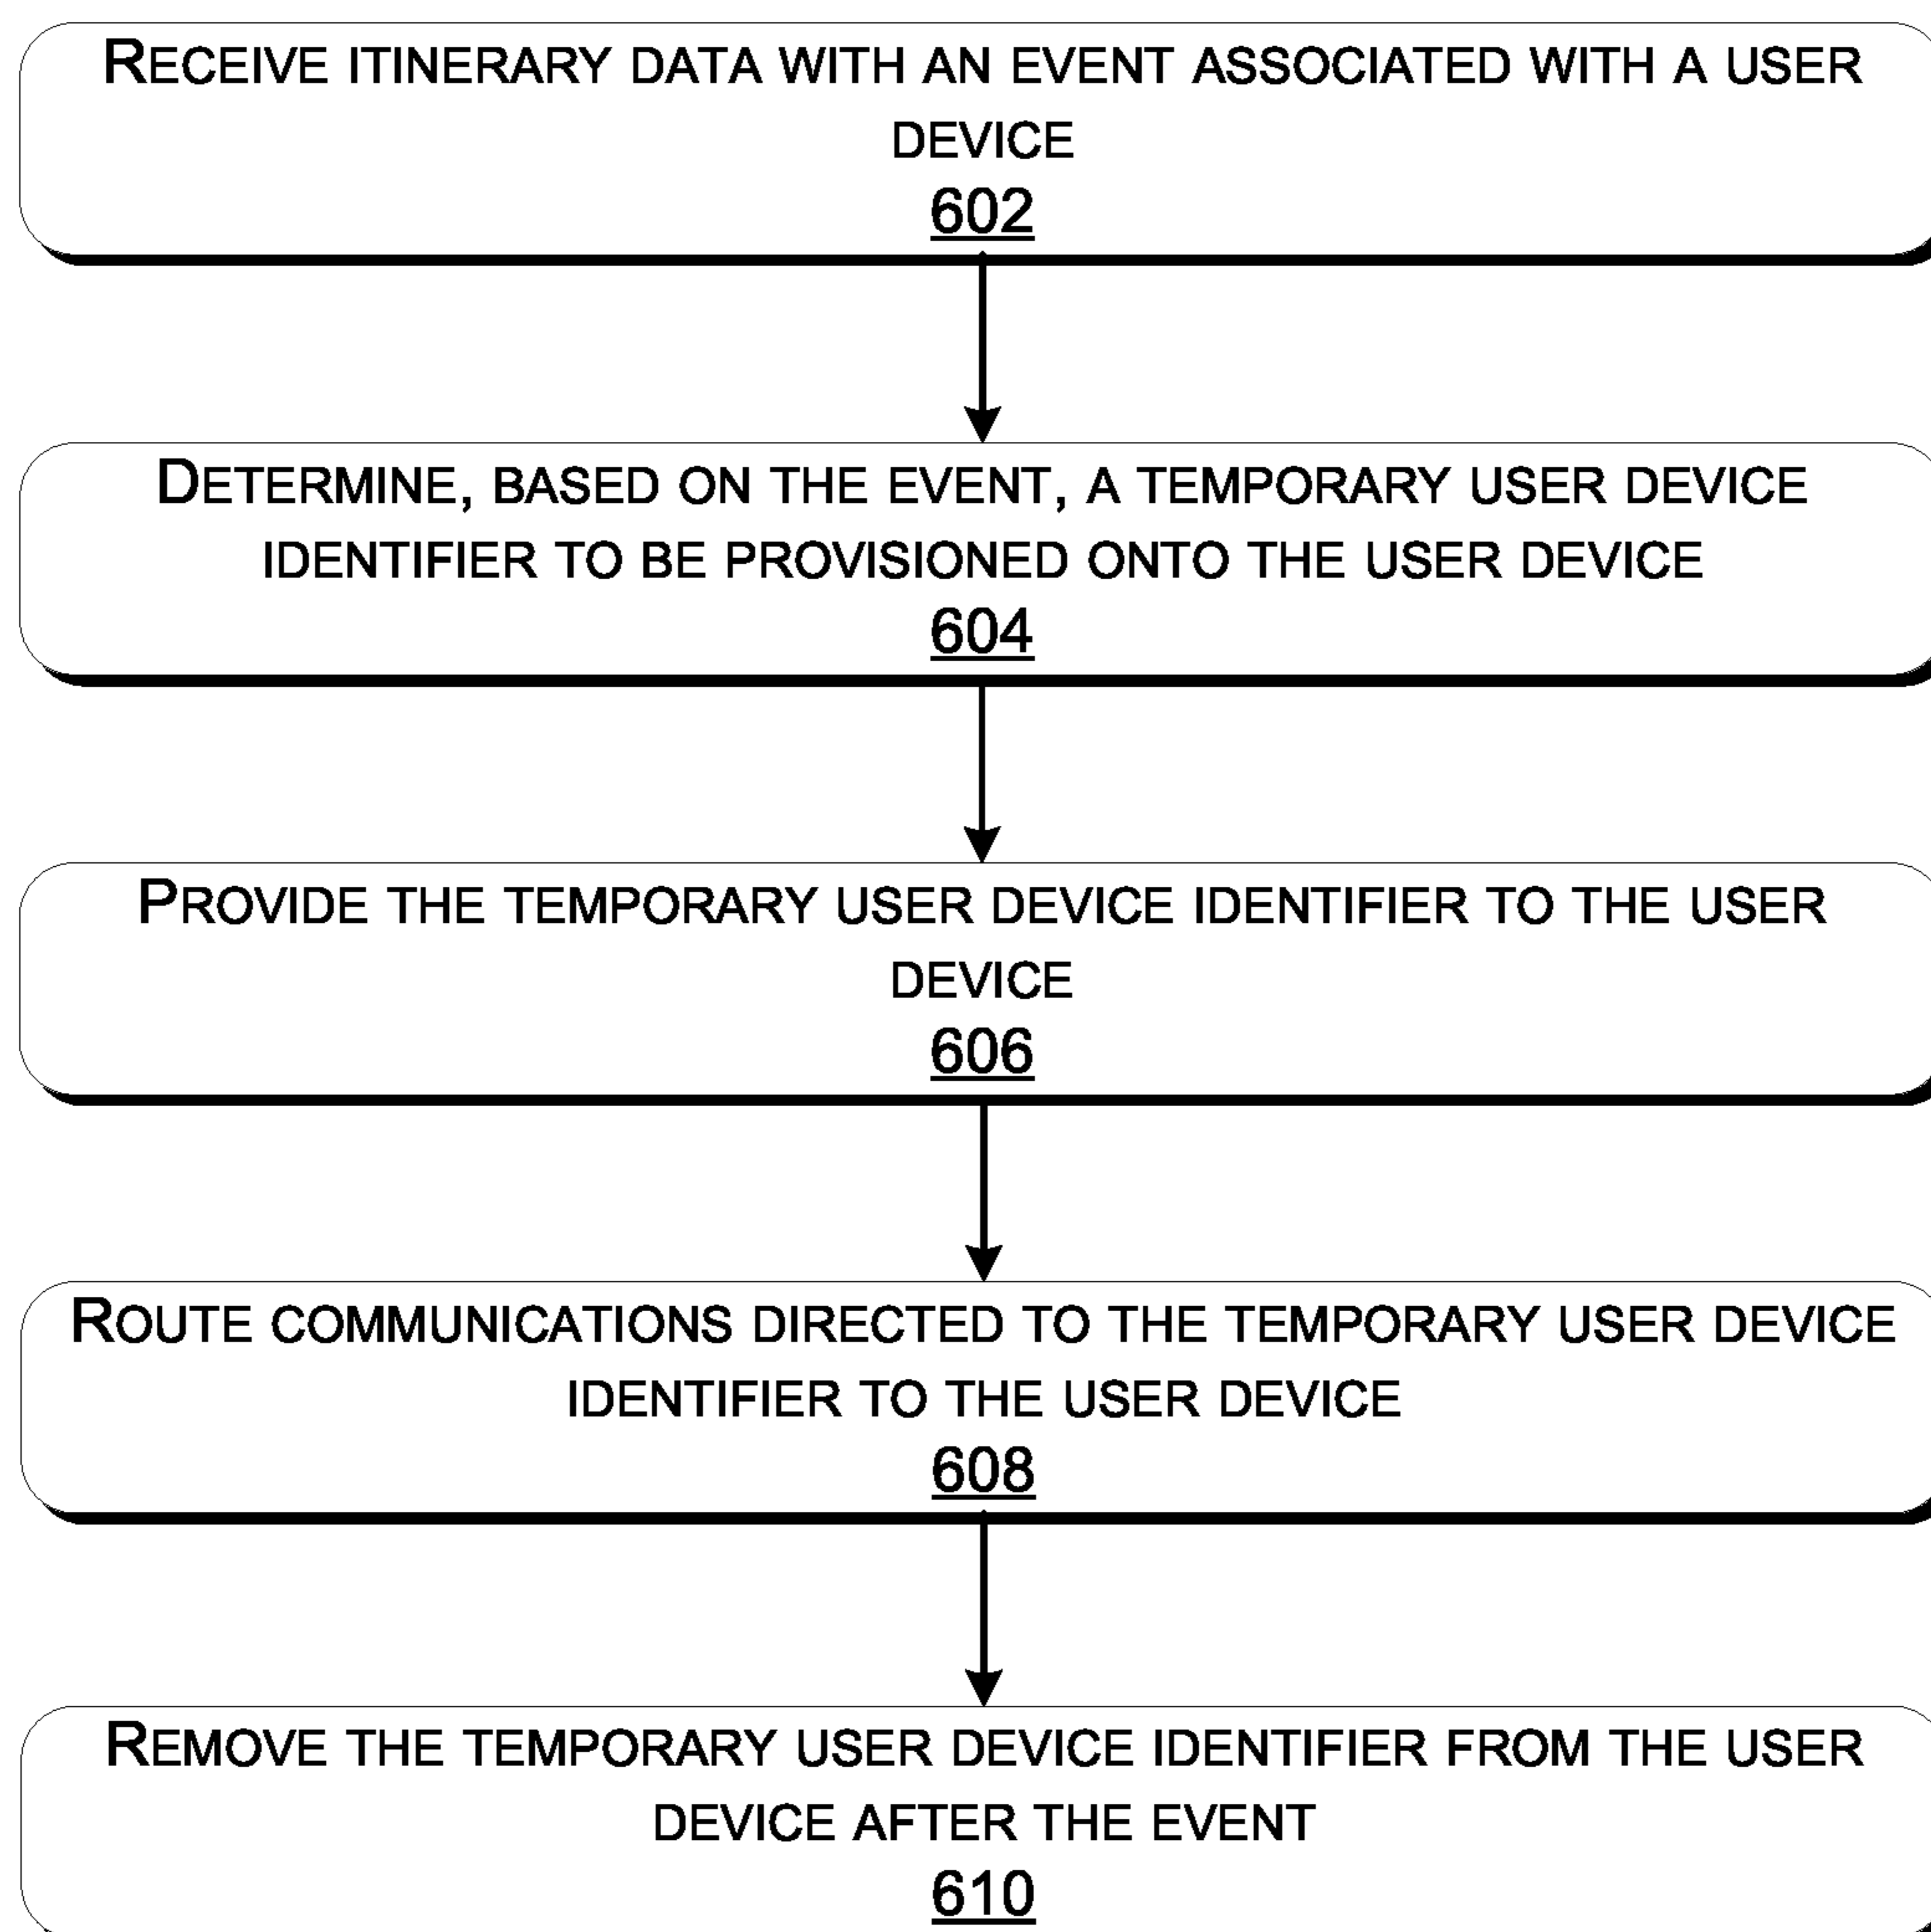 RECEIVE ITINERARY DATA WITH AN EVENT ASSOCIATED WITH A USER
DEVICE
602
DETERMINE, BASED ON THE EVENT, A TEMPORARY USER DEVICE
IDENTIFIER TO BE PROVISIONED ONTO THE USER DEVICE
604
PROVIDE THE TEMPORARY USER DEVICE IDENTIFIER TO THE USER
DEVICE
606
ROUTE COMMUNICATIONS DIRECTED TO THE TEMPORARY USER DEVICE
IDENTIFIER TO THE USER DEVICE
608
REMOVE THE TEMPORARY USER DEVICE IDENTIFIER FROM THE USER
DEVICE AFTER THE EVENT
610